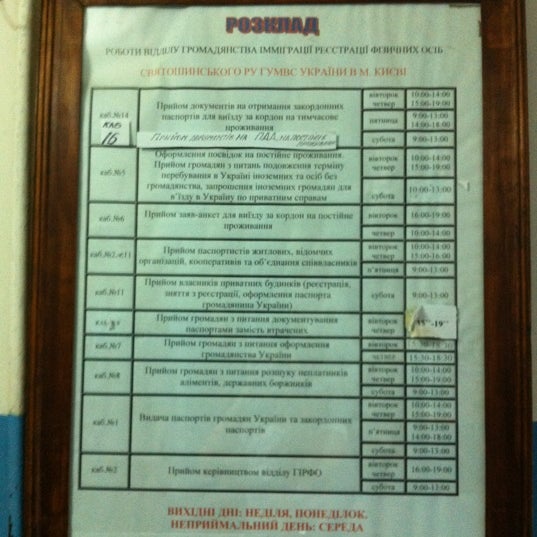 РОЗКЛАД
РОБОТИ ВІДДІЛУ ГРОМАДЯНСТВА ІММІГРАЦІЇ РЕЄСТРАЦІЇ ФІЗИЧНИХ ОСІБ
СВЯТОШИНСЬКОГО РУ ГУМВС УКРАЇНИ В М. КИЄВІ
каб.№14
Прийом документів на отримання закордонних
паспортів для виїзду за кордон на тимчасове
проживання
вівторок 10:00-14:00
четвер 15:00-19:00
пятниця 9:00-13:00
14:00-18:00
субота 9:00-13:00
каб
16
Прийом документів на
каб.№5
Оформлення посвідок на постійне проживання.
Прийом громадян з питань подовження терміну
перебування в Україні іноземних та осіб без
громадянства, запрошення іноземних громадян для
в'їзду в Україну по приватним справам
вівторок 10:00-14:00
четвер 15:00-19:00
субота 10:00-13:00
каб.№6
Прийом заяв-анкет для виїзду за кордон на постійне
проживання
вівторок 16:00-19:00
четвер 10:00-14:00
Прийом паспортистів житлових, відомчих
організацій, кооперативів та об'єднання співвласників
вівторок 10:00-14:00
четвер 15:00-16:00
п'ятниця 9:00-13:00
каб.№11
Прийом власників приватних будинків (реєстрація,
зняття з реєстрації, оформлення паспорта
громадянина України)
субота 9:00-13:00
Прийом громадян з питання документування
паспортами замість втрачених.
вівторок
четвер
каб.№7
Прийом громадян з питання оформлення
громадянства України
вівторок
четвер 15-30-18:30
каб.№8
Прийом громадян з питання розшуку неплатників
аліментів, державних боржників
вівторок 10:00-14:00
четвер 15:00-19:00
субота 9:00-13:00
каб.№1
Видача паспортів громадян України та закордонних
паспортів
вівторок 10:00-14:00
четвер 15:00-19:00
п'ятниця 9:00-13:00
14:00-18:00
субота 9:00-13:00
каб.№2
Прийом керівництвом відділу ГІРФО
вівторок
четвер 16:00-19:00
субота 9:00-13:00
ВИХІДНІ ДНІ: НЕДІЛЯ, ПОНЕДІЛОК.
НЕПРИЙМАЛЬНИЙ ДЕНЬ: СЕРЕДА